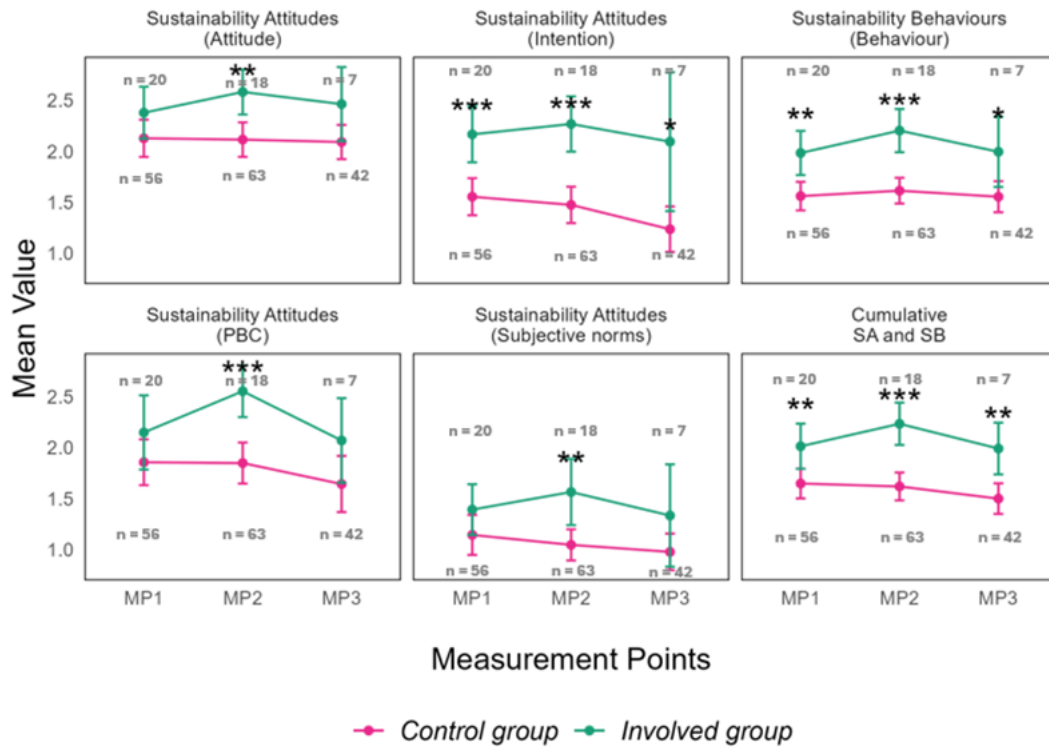 Sustainability Attitudes
(Attitude)
Sustainability Attitudes
(Intention)
Sustainability Behaviours
(Behaviour)
Mean Value
2.5
2.0
1.5
1.0
n = 20
**
n = 18
n = 7
n = 56
n = 63
n = 42
n = 20
n = 18
n = 7
***
***
*
n = 56
n = 63
n = 42
n = 20
n = 18
n = 7
**
***
*
n = 56
n = 63
n = 42
Sustainability Attitudes
(PBC)
Sustainability Attitudes
(Subjective norms)
Cumulative
SA and SB
2.5
2.0
1.5
1.0
n = 20
***
n = 18
n = 7
n = 56
n = 63
n = 42
n = 20
n = 18
n = 7
**
n = 56
n = 63
n = 42
n = 20
n = 18
n = 7
**
***
**
n = 56
n = 63
n = 42
MP1 MP2 MP3
MP1 MP2 MP3
MP1 MP2 MP3
Measurement Points
Control group Involved group